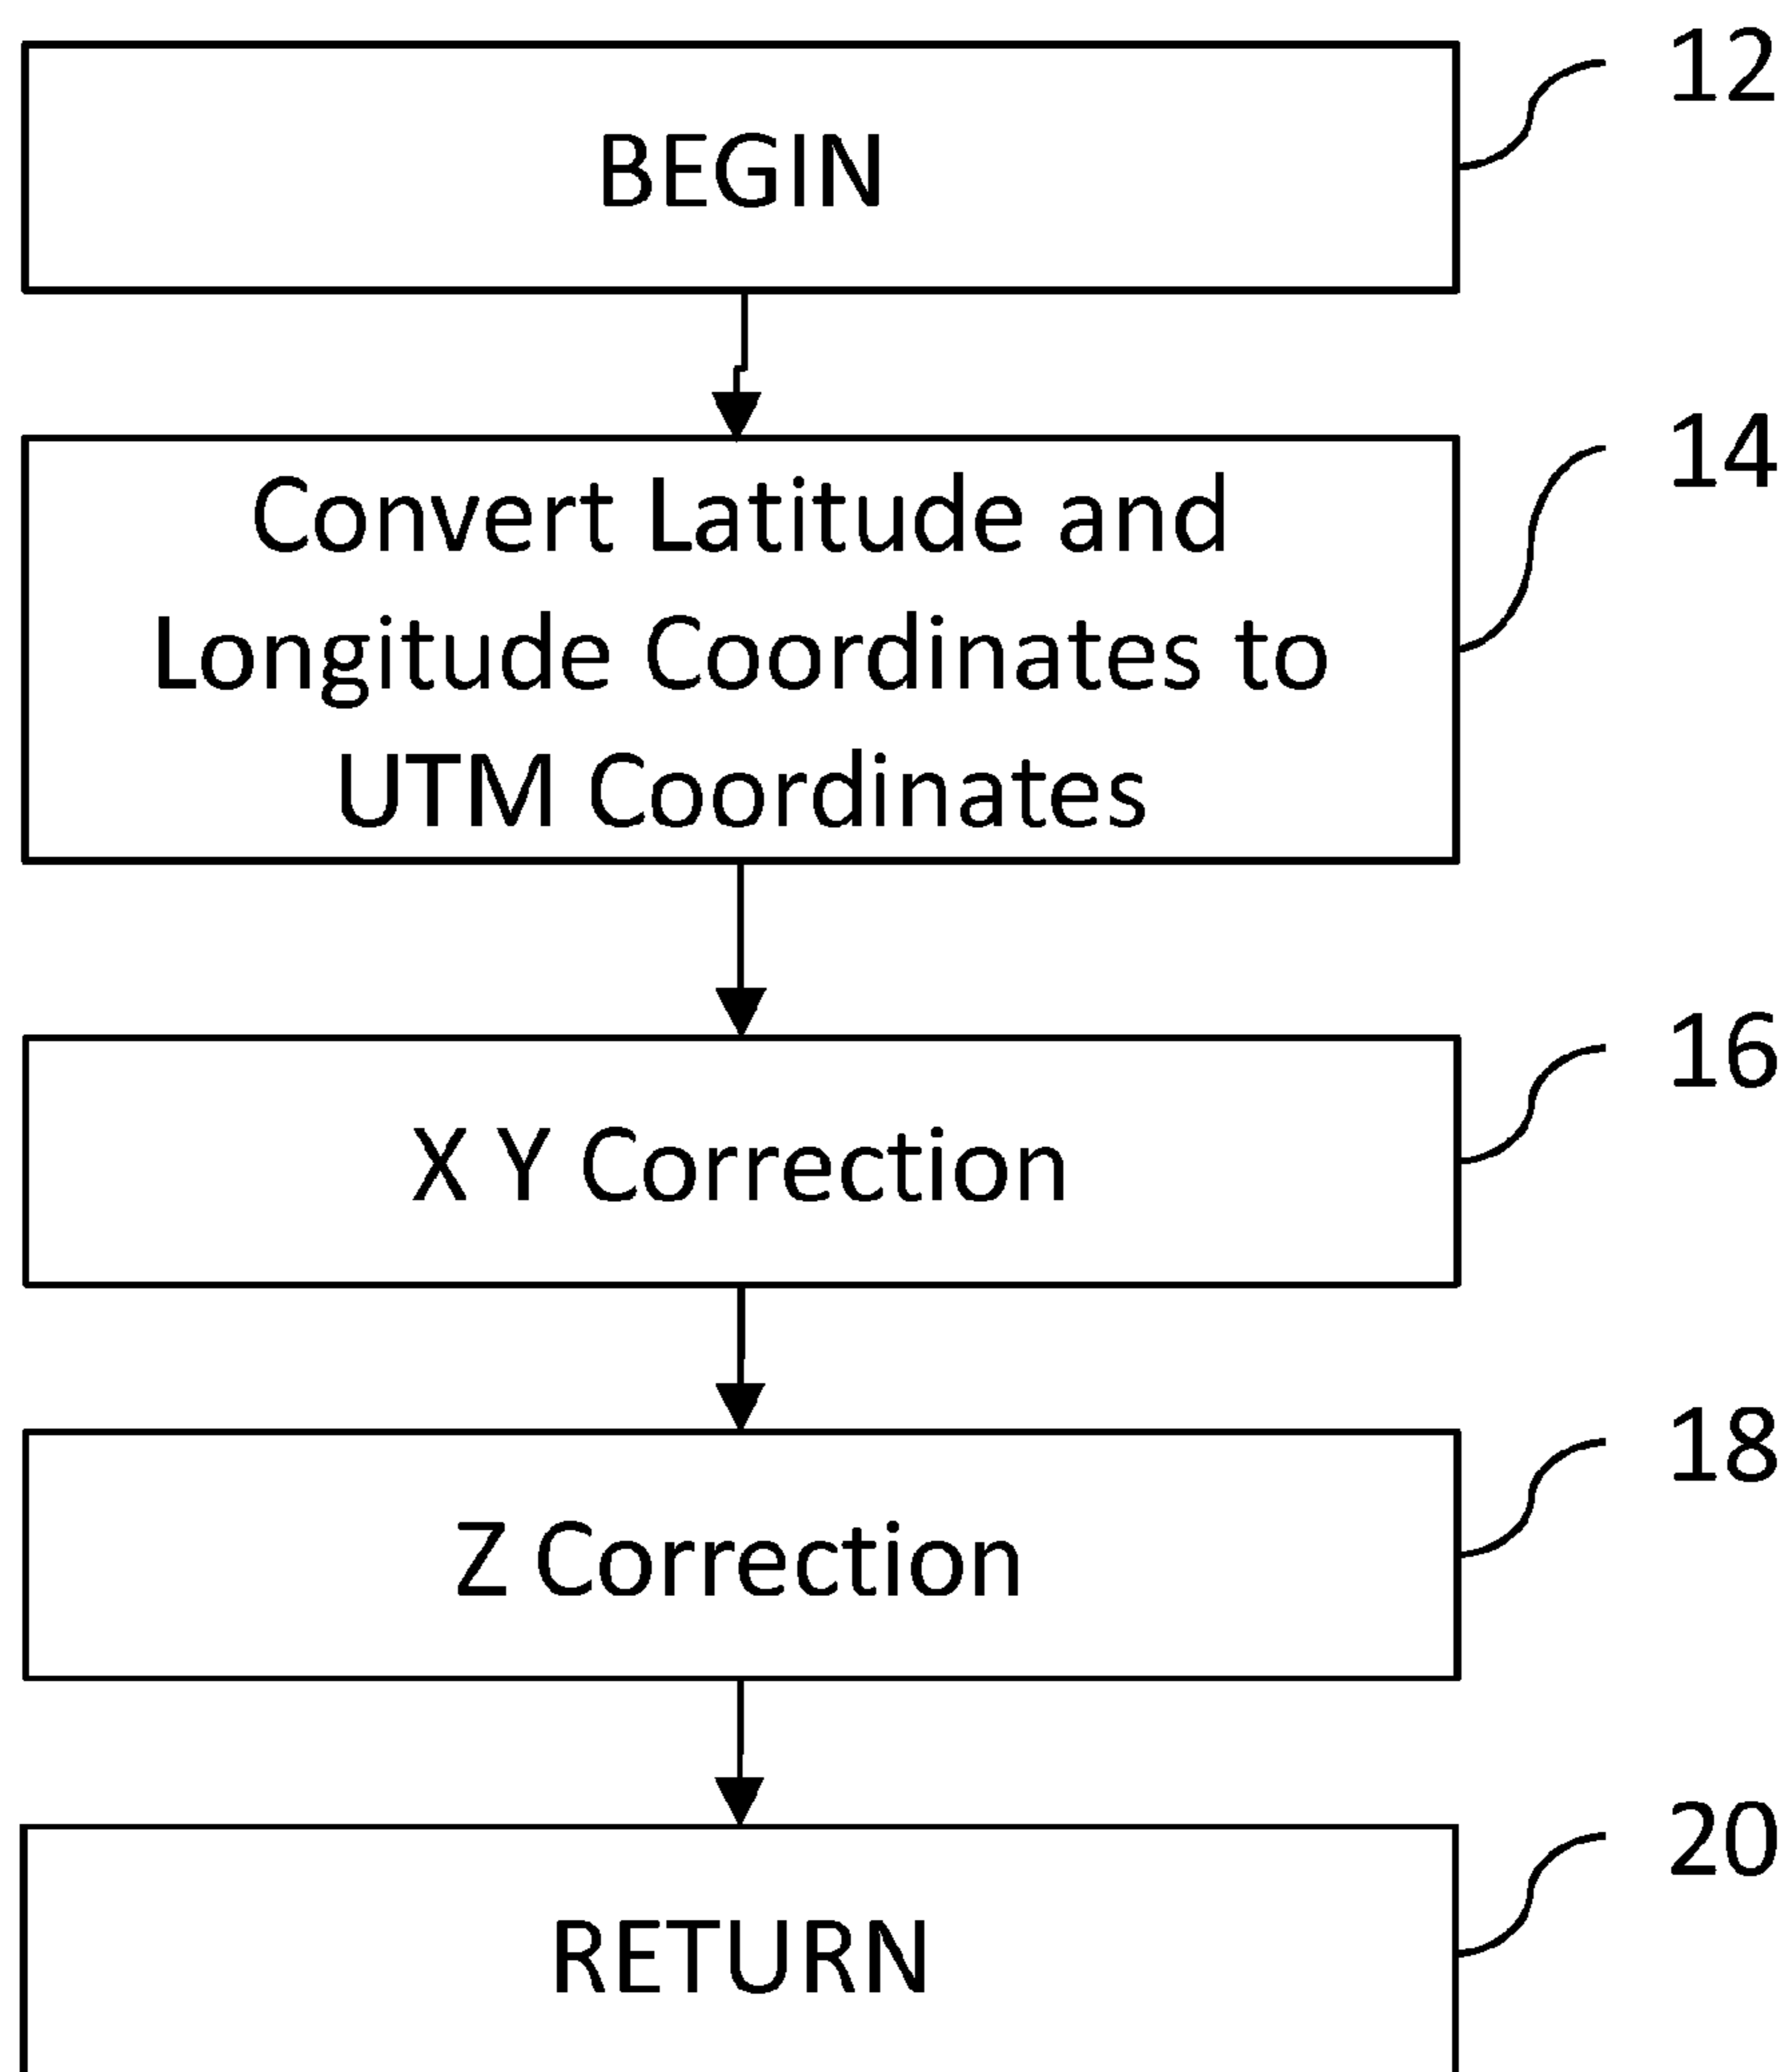 12
BEGIN
14
Convert Latitude and
Longitude Coordinates to
UTM Coordinates
16
X Y Correction
18
Z Correction
20
RETURN